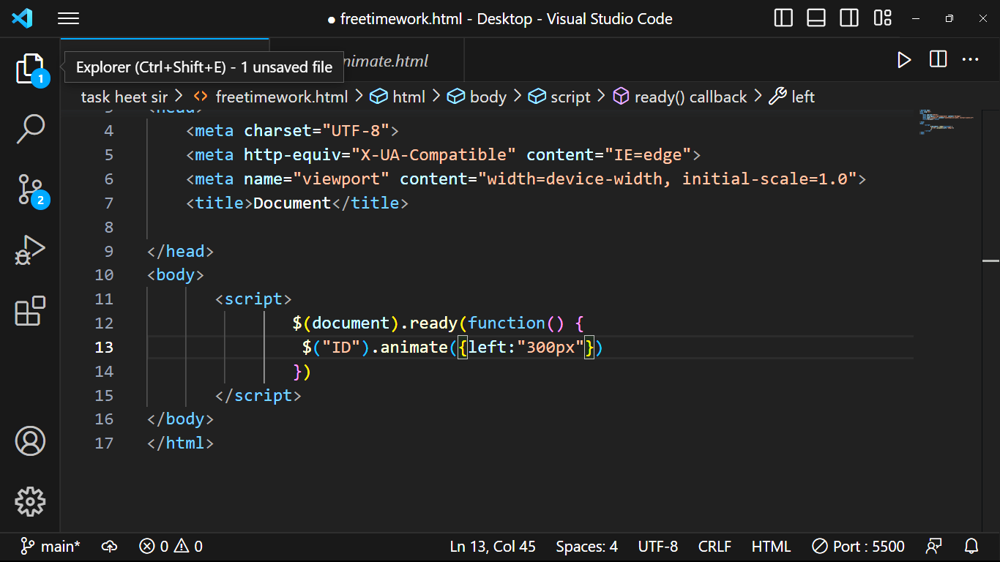 ● freetimework.html - Desktop - Visual Studio Code
Explorer (Ctrl+Shift+E) - 1 unsaved file
nimate.html
1
task heet sir > <> freetimework.html > html > body > script > ready() callback > left
4 <meta charset="UTF-8">
5 <meta http-equiv="X-UA-Compatible" content="IE=edge">
6 <meta name="viewport" content="width=device-width, initial-scale=1.0">
7 <title>Document</title>
8
9 </head>
10 <body>
11 <script>
12 $(document).ready(function() {
13 $("ID").animate({left:"300px"})
14 })
15 </script>
16 </body>
17 </html>
2
main* 0 0 Ln 13, Col 45 Spaces: 4 UTF-8 CRLF HTML Port : 5500